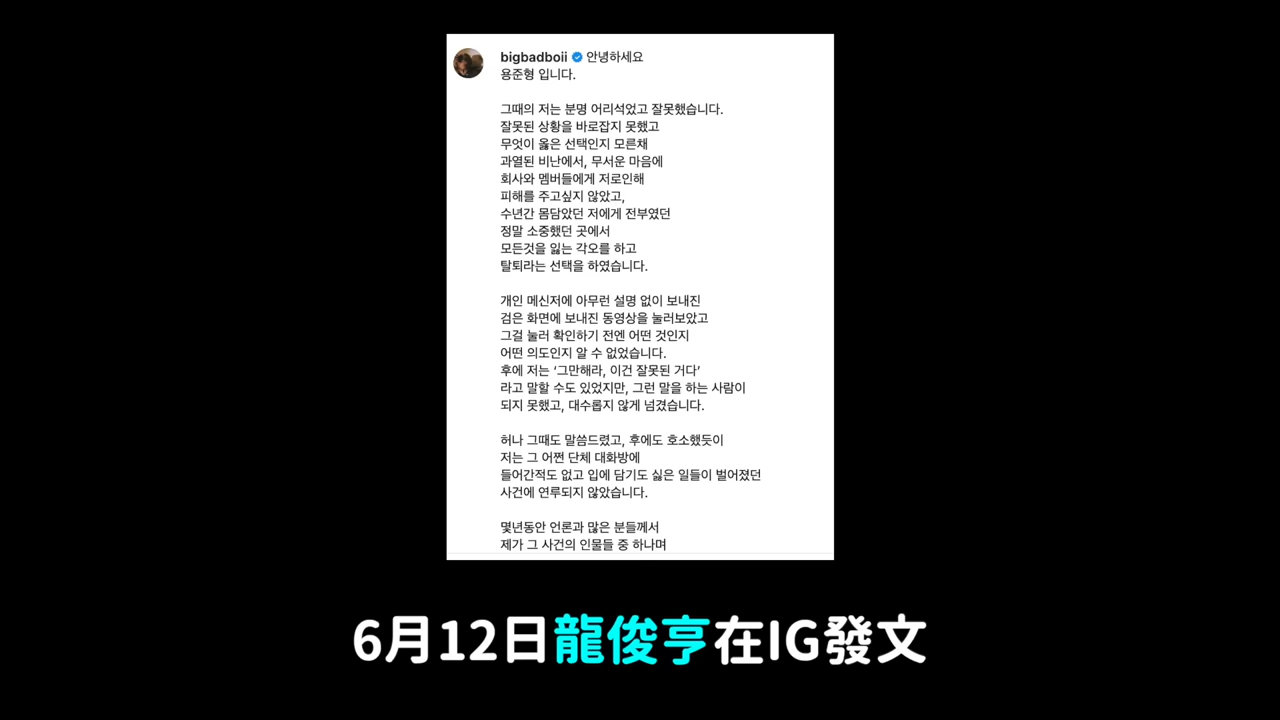 bigbadboii 안녕하세요
용준형 입니다.
그때의 저는 분명 어리석었고 잘못했습니다.
잘못된 상황을 바로잡지 못했고
무엇이 옳은 선택인지 모른채
과열된 비난에서, 무서운 마음에
회사와 멤버들에게 저로인해
피해를 주고싶지 않았고,
수년간 몸담았던 저에게 전부였던
정말 소중했던 곳에서
모든것을 잃는 각오를 하고
탈퇴라는 선택을 하였습니다.
개인 메신저에 아무런 설명 없이 보내진
검은 화면에 보내진 동영상을 눌러보았고
그걸 눌러 확인하기 전엔 어떤 것인지
어떤 의도인지 알 수 없었습니다.
후에 저는 ‘그만해라, 이건 잘못된 거다’
라고 말할 수도 있었지만, 그런 말을 하는 사람이
되지 못했고, 대수롭지 않게 넘겼습니다.
허나 그때도 말씀드렸고, 후에도 호소했듯이
저는 그 어쩐 단체 대화방에
들어간적도 없고 입에 담기도 싫은 일들이 벌어졌던
사건에 연루되지 않았습니다.
몇년동안 언론과 많은 분들께서
제가 그 사건의 인물들 중 하나며
6月12日龍俊亨在IG發文